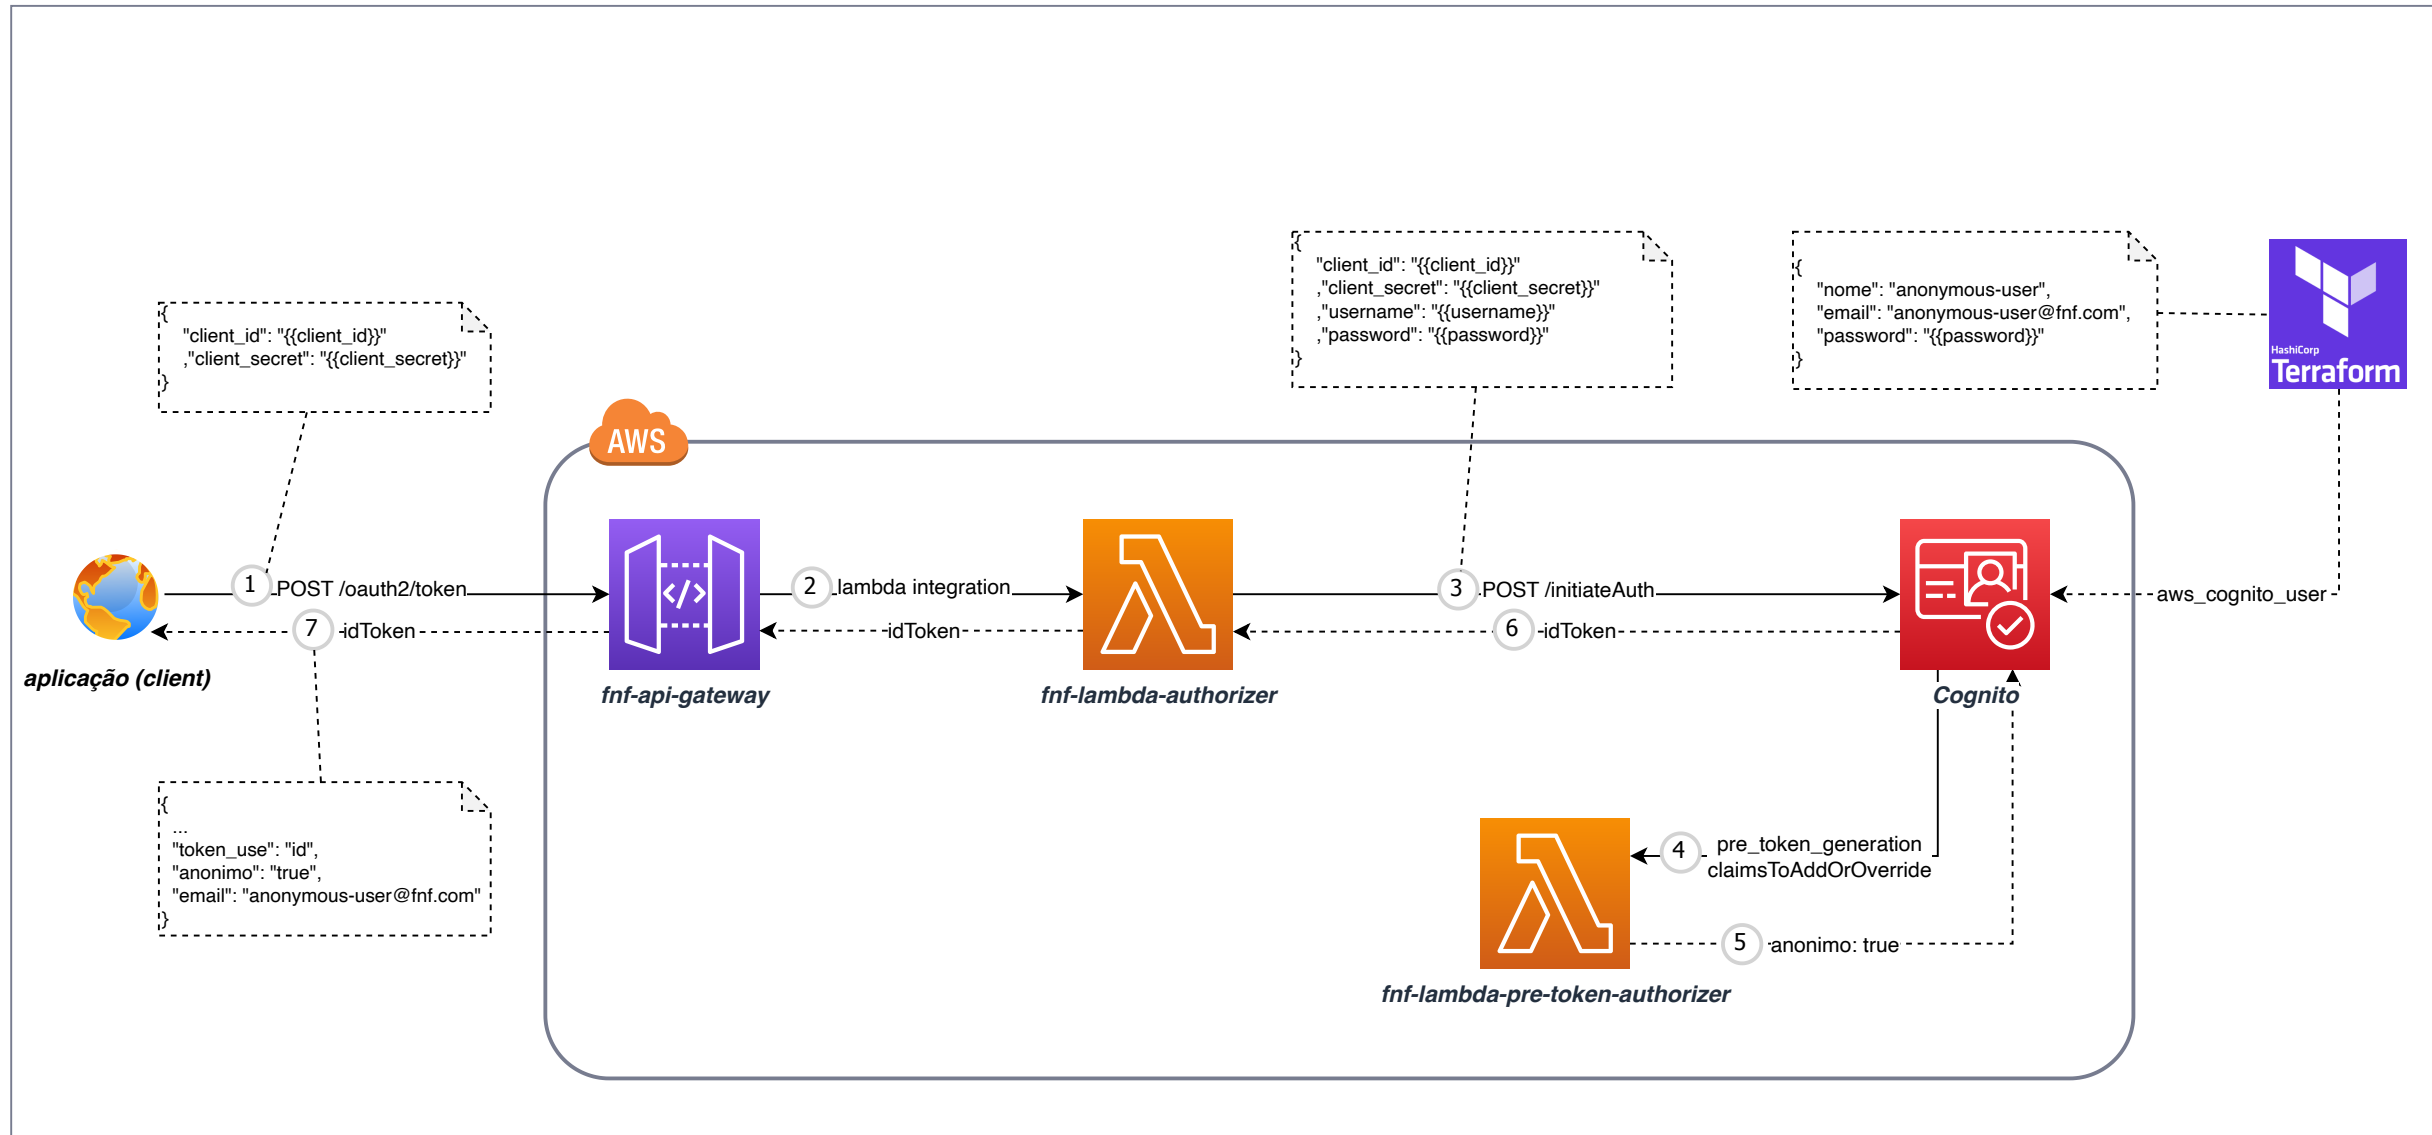 {
"client_id": "{{client_id}}"
,"client_secret": "{{client_secret}}"
,"username": "{{username}}"
,"password": "{{password}}"
}
{
"nome": "anonymous-user",
"email": "anonymous-user@fnf.com",
"password": "{{password}}"
}
HashiCorp
Terraform
{
"client_id": "{{client_id}}"
,"client_secret": "{{client_secret}}"
}
AWS
1 POST /oauth2/token
2 lambda integration
3 POST /initiateAuth
aws_cognito_user
7 idToken
idToken
6 idToken
aplicação (client)
fnf-api-gateway
fnf-lambda-authorizer
Cognito
{
...
"token_use": "id",
"anonimo": "true",
"email": "anonymous-user@fnf.com"
}
4 pre_token_generation
claimsToAddOrOverride
5 anonimo: true
fnf-lambda-pre-token-authorizer